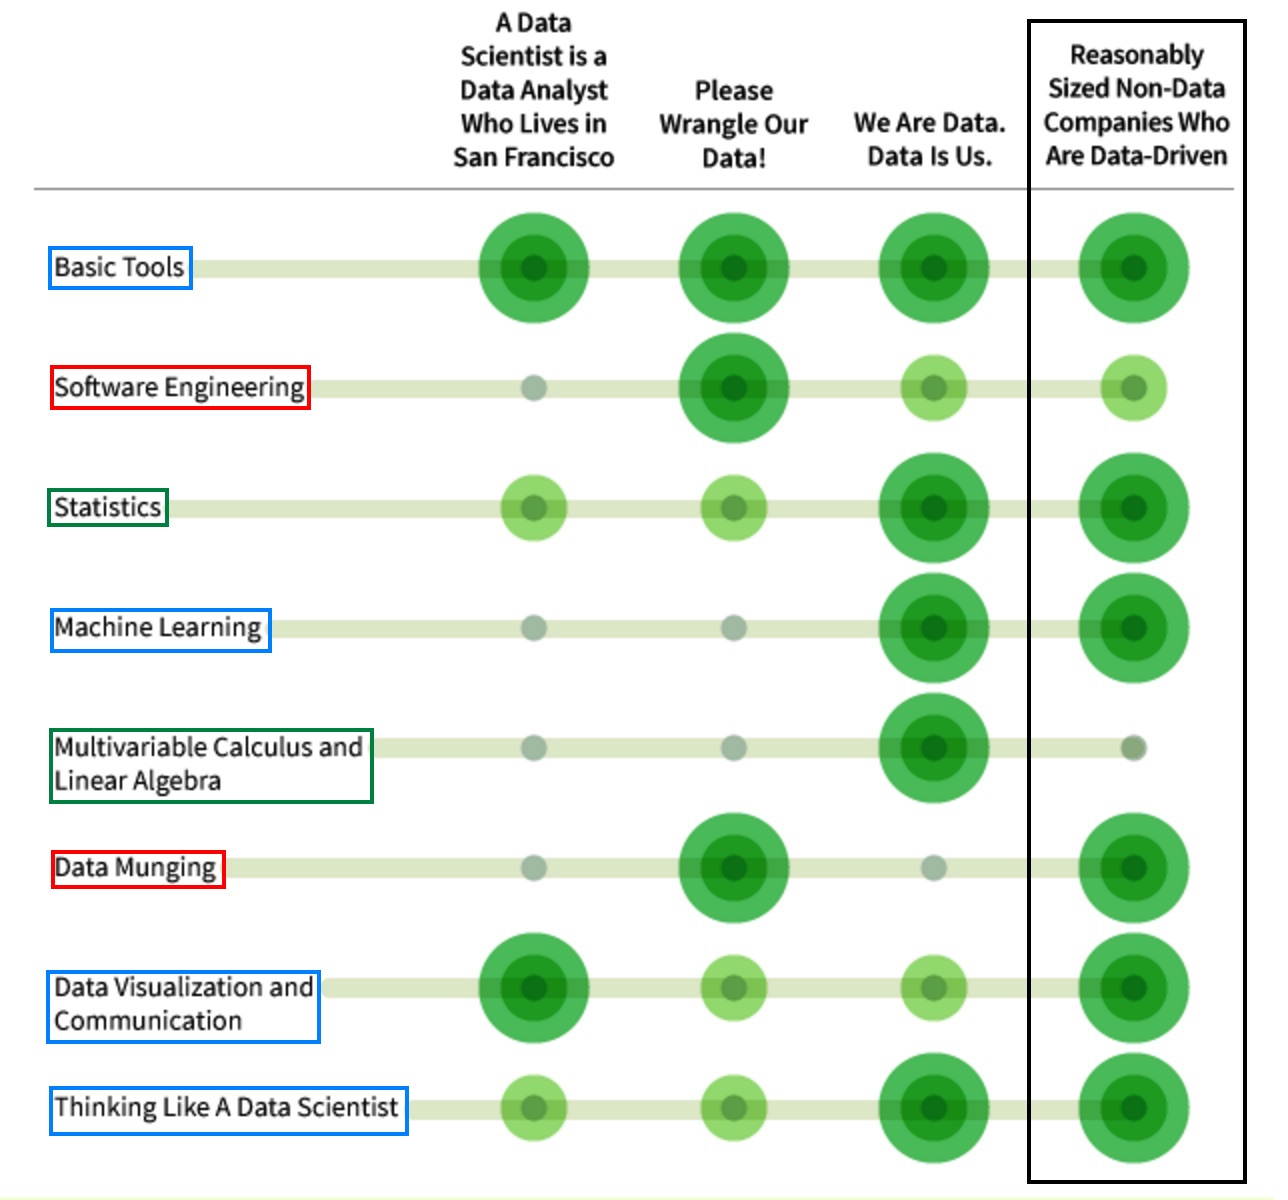 A Data
Scientist is a
Data Analyst
Who Lives in
San Francisco
Please
Wrangle Our
Data!
We Are Data.
Data Is Us.
Reasonably
Sized Non-Data
Companies Who
Are Data-Driven
Basic Tools
Software Engineering
Statistics
Machine Learning
Multivariable Calculus and
Linear Algebra
Data Munging
Data Visualization and
Communication
Thinking Like A Data Scientist